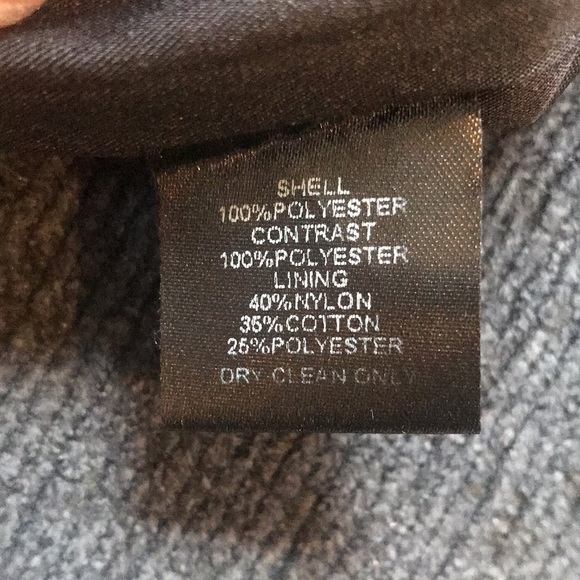 SHELL
100%POLYESTER
CONTRAST
100%POLYESTER
LINING
40%NYLON
35%COTTON
25%POLYESTER
DRY CLEAN ONLY